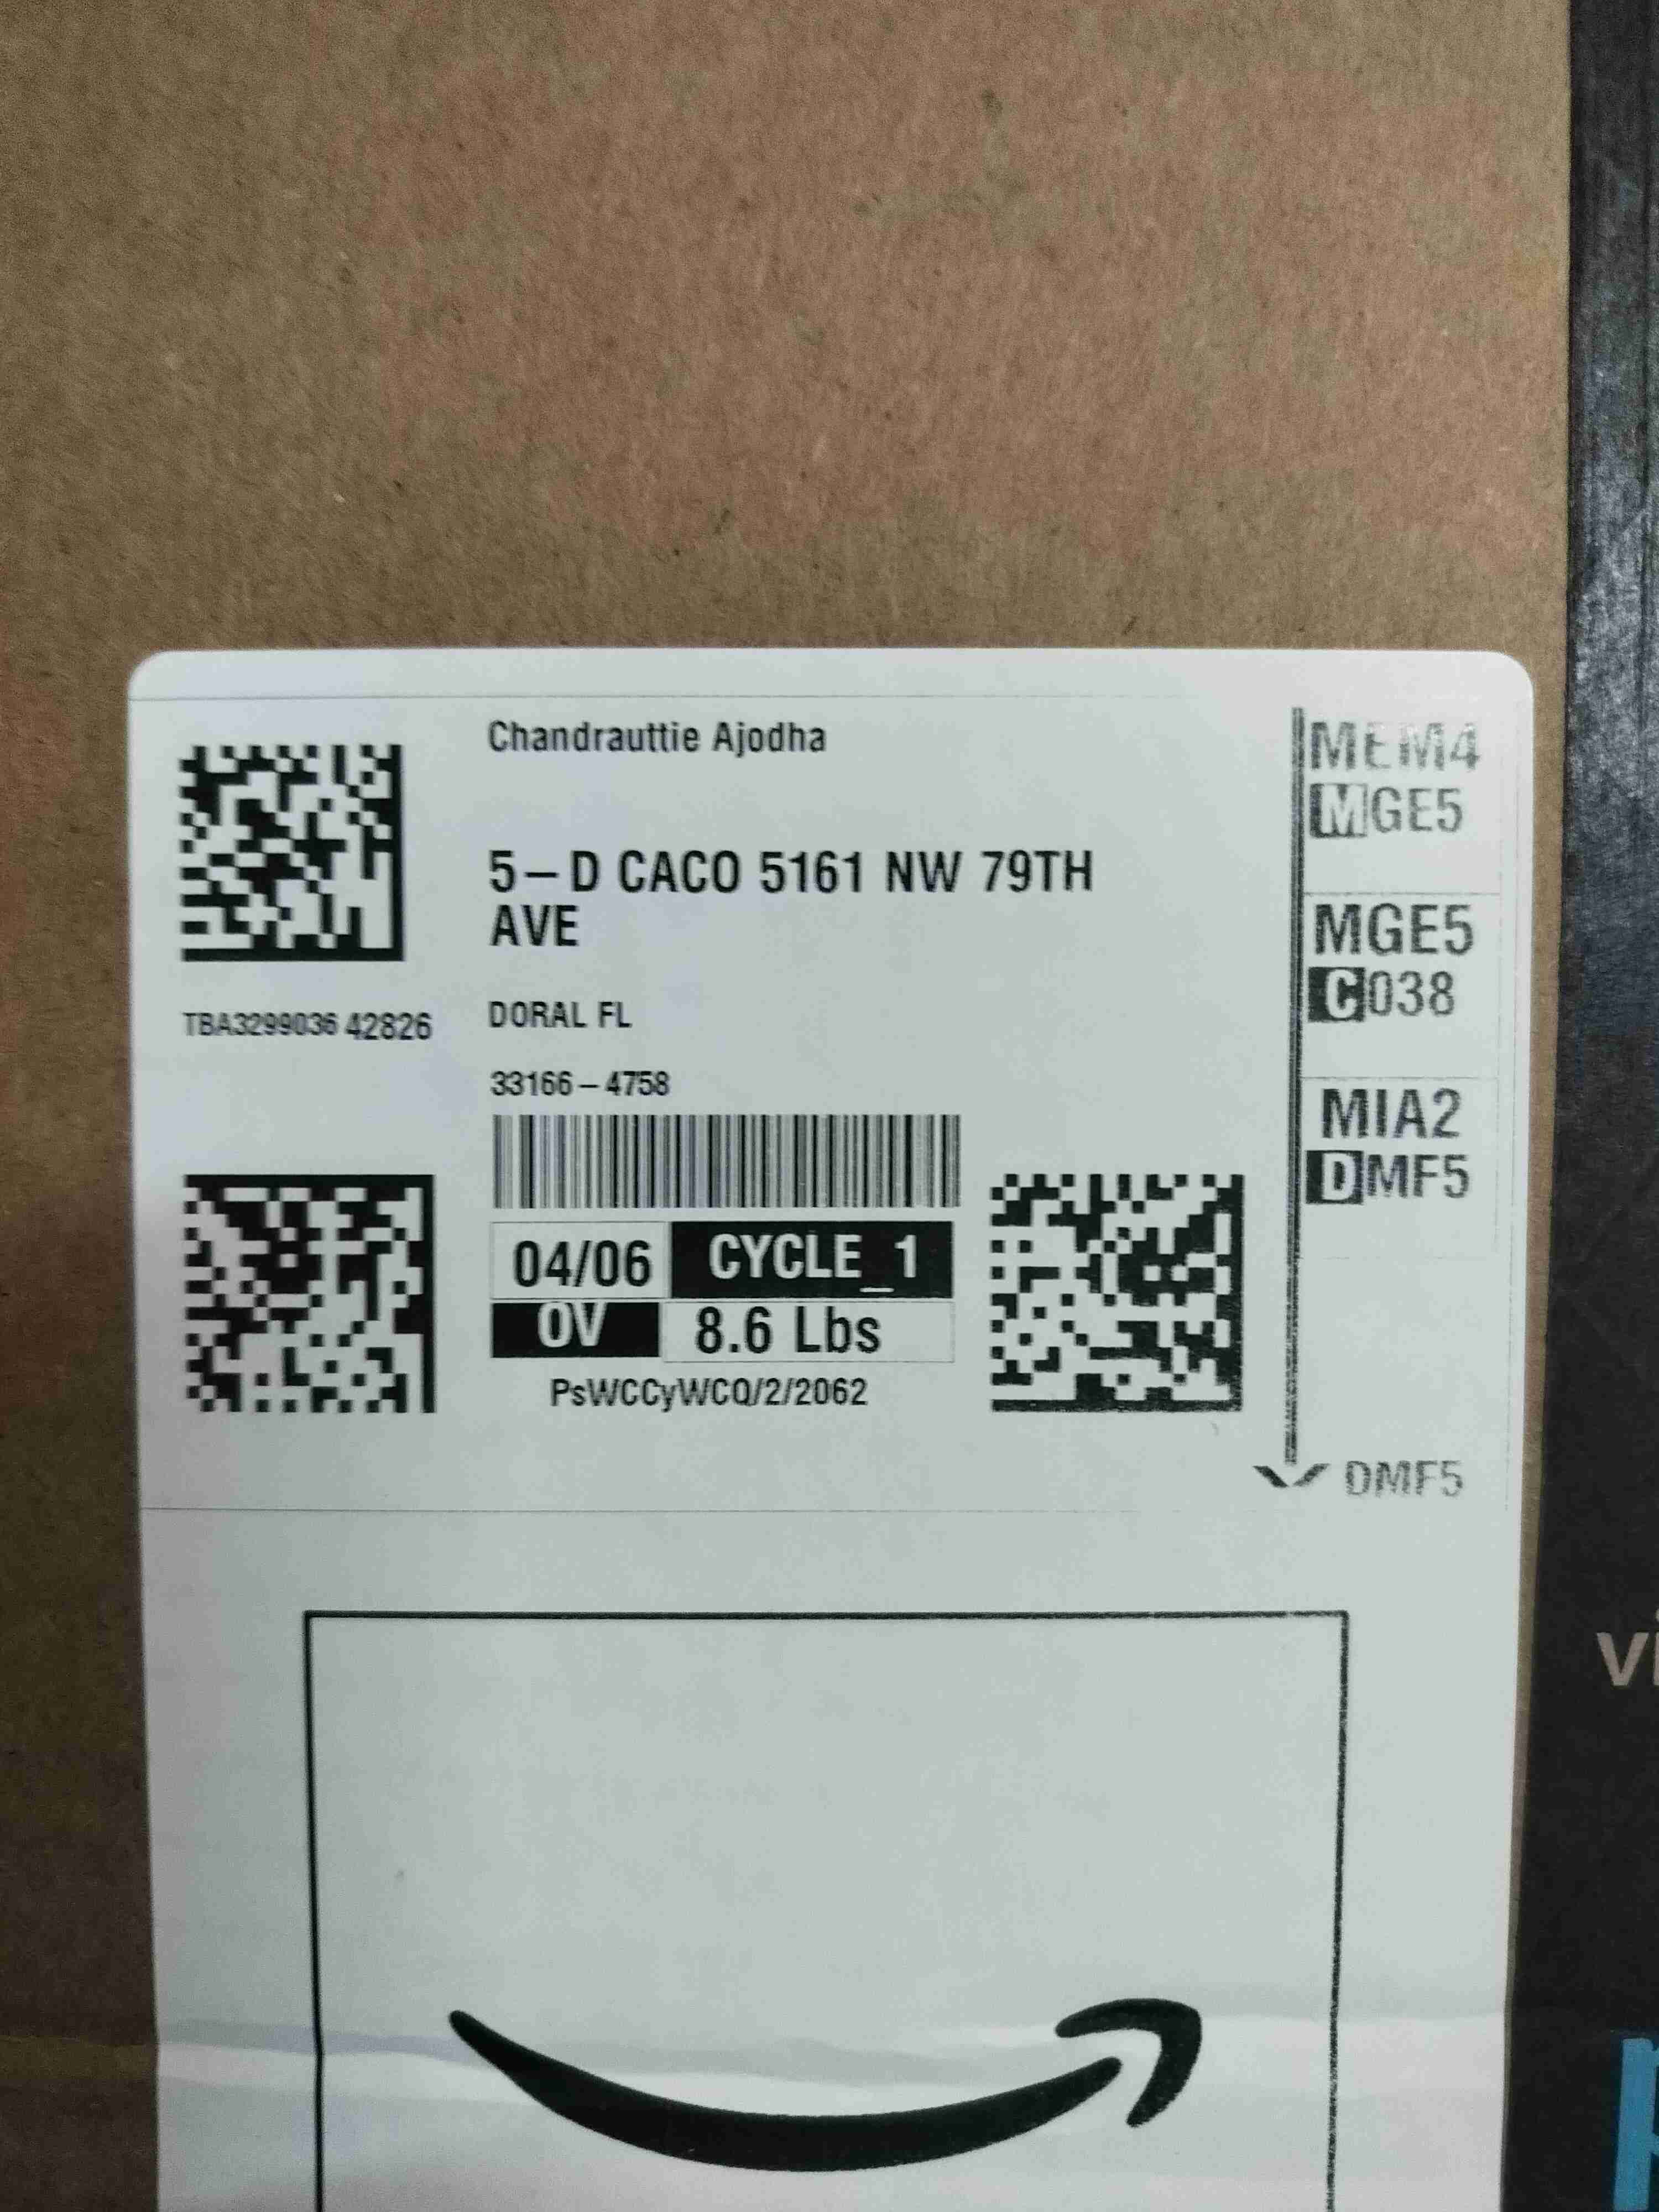 Chandrauttie Ajodha
5-D CACO 5161 NW 79TH
AVE
TBA3299036 42826
DORAL FL
33166-4758
04/06 CYCLE_1
OV 8.6 Lbs
PsWCCyWCQ/2/2062
MEM4
MGE5
MGE5
C038
MIA2
DMF5
DMF5